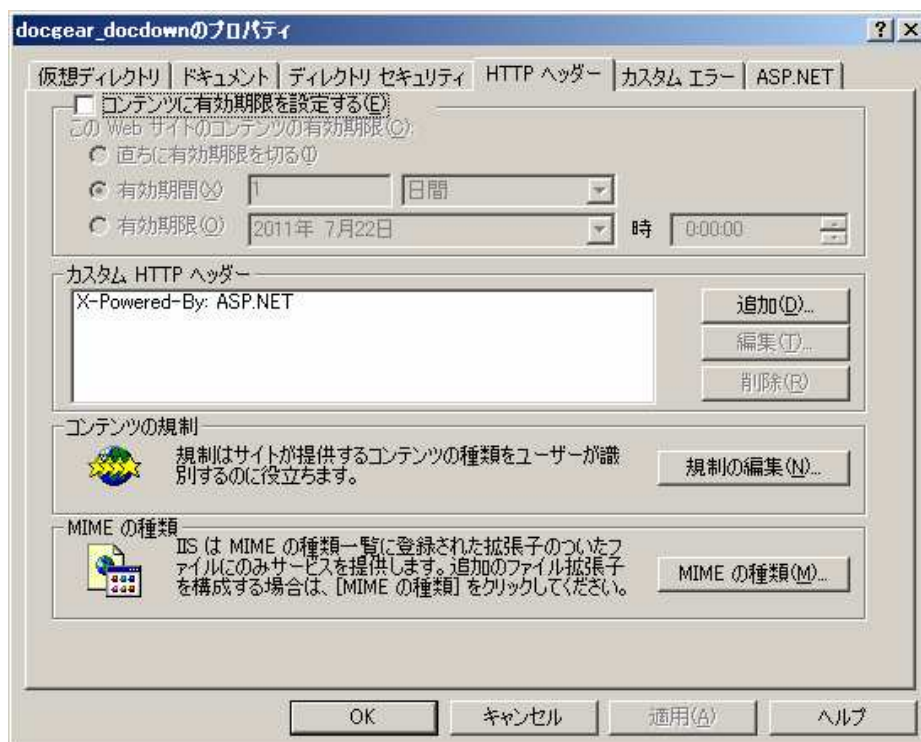 docgear_docdownのプロパティ
仮想ディレクトリ ドキュメント ディレクトリ セキュリティ HTTP ヘッダー カスタム エラー ASP.NET
コンテンツに有効期限を設定する(E)
この Web サイトのコンテンツの有効期限(C):
直ちに有効期限を切る(I)
有効期間(X) 1 日間
有効期限(O) 2011年 7月22日 時 0:00:00
カスタム HTTP ヘッダー
X-Powered-By: ASP.NET
追加(D)...
編集(T)...
削除(R)
コンテンツの規制
規制はサイトが提供するコンテンツの種類をユーザーが識
別するのに役立ちます。
規制の編集(N)...
MIME の種類
IIS は MIME の種類一覧に登録された拡張子のついたフ
ァイルにのみサービスを提供します。追加のファイル拡張子
を構成する場合は、[MIME の種類] をクリックしてください。
MIME の種類(M)...
OK キャンセル 適用(A) ヘルプ